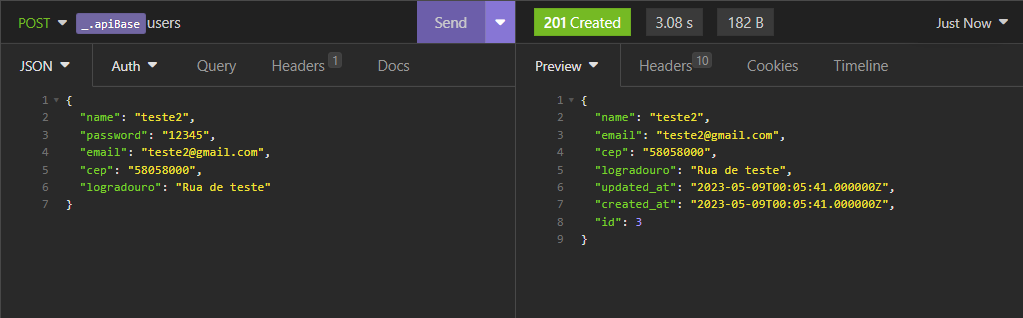 POST _.apiBase users Send 201 Created 3.08 s 182 B Just Now
JSON Auth Query Headers 1 Docs Preview Headers 10 Cookies Timeline
1 {
2 "name": "teste2",
3 "password": "12345",
4 "email": "teste2@gmail.com",
5 "cep": "58058000",
6 "logradouro": "Rua de teste"
7 }
1 {
2 "name": "teste2",
3 "email": "teste2@gmail.com",
4 "cep": "58058000",
5 "logradouro": "Rua de teste",
6 "updated_at": "2023-05-09T00:05:41.000000Z",
7 "created_at": "2023-05-09T00:05:41.000000Z",
8 "id": 3
9 }